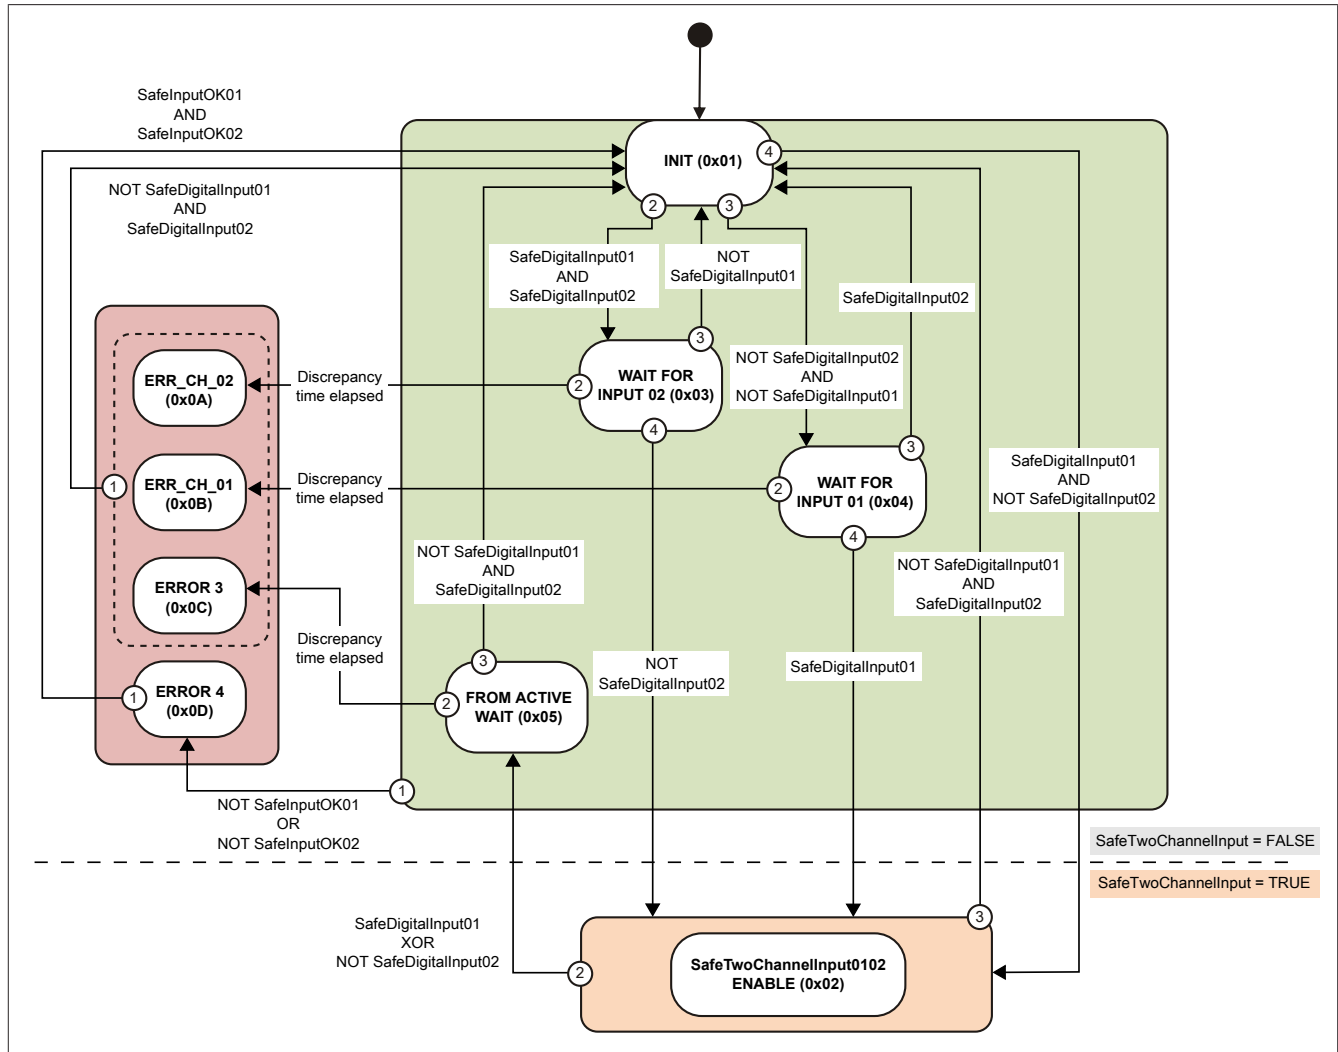 SafeInputOK01
AND
SafeInputOK02
INIT (0x01)
4
NOT SafeDigitalInput01
AND
SafeDigitalInput02
2
3
SafeDigitalInput01
AND
SafeDigitalInput02
NOT
SafeDigitalInput01
SafeDigitalInput02
3
NOT SafeDigitalInput02
AND
NOT SafeDigitalInput01
ERR_CH_02
(0x0A)
Discrepancy
time elapsed
2
WAIT FOR
INPUT 02 (0x03)
4
3
SafeDigitalInput01
AND
NOT SafeDigitalInput02
1
ERR_CH_01
(0x0B)
Discrepancy
time elapsed
2
WAIT FOR
INPUT 01 (0x04)
4
NOT SafeDigitalInput01
AND
SafeDigitalInput02
NOT SafeDigitalInput01
AND
SafeDigitalInput02
ERROR 3
(0x0C)
Discrepancy
time elapsed
3
NOT
SafeDigitalInput02
SafeDigitalInput01
1
ERROR 4
(0x0D)
2
FROM ACTIVE
WAIT (0x05)
1
NOT SafeInputOK01
OR
NOT SafeInputOK02
SafeTwoChannelInput = FALSE
SafeTwoChannelInput = TRUE
SafeDigitalInput01
XOR
NOT SafeDigitalInput02
3
2
SafeTwoChannelInput0102
ENABLE (0x02)